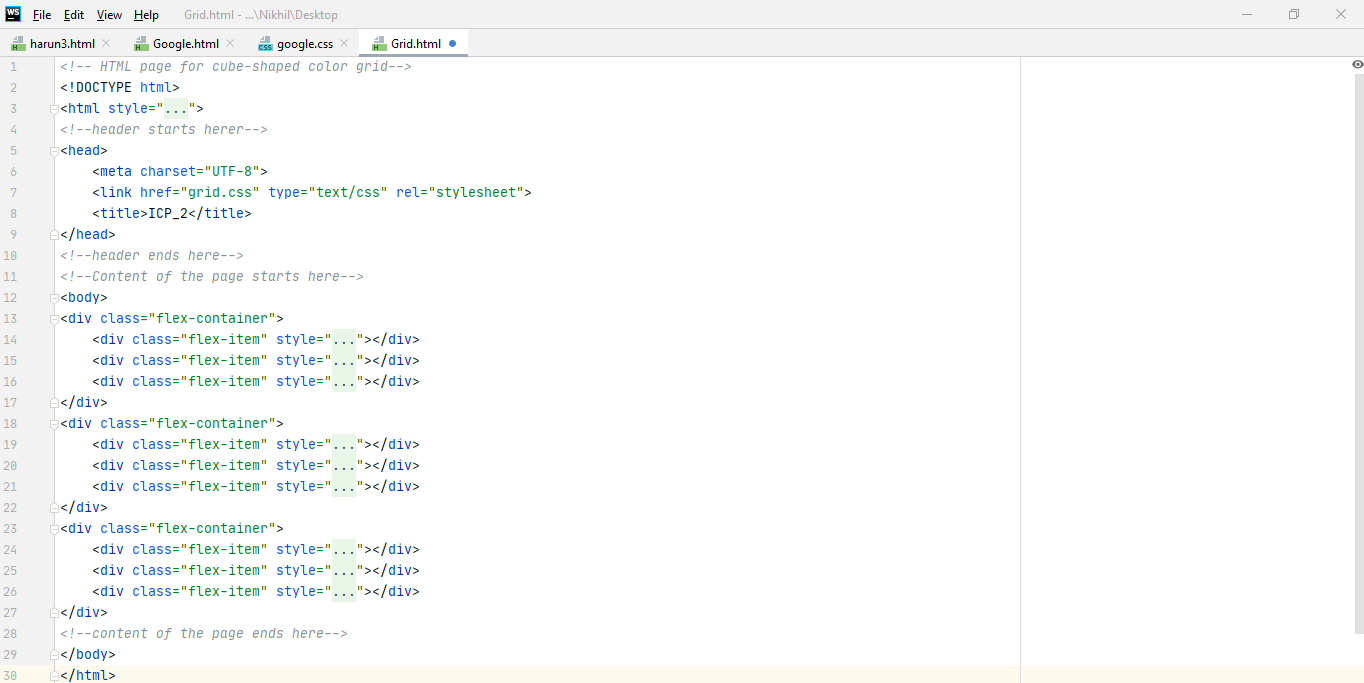 WS File Edit View Help Grid.html - ...\Nikhil\Desktop
harun3.html Google.html google.css Grid.html
1 <!-- HTML page for cube-shaped color grid-->
2 <!DOCTYPE html>
3 <html style="...">
4 <!--header starts herer-->
5 <head>
6     <meta charset="UTF-8">
7     <link href="grid.css" type="text/css" rel="stylesheet">
8     <title>ICP_2</title>
9 </head>
10 <!--header ends here-->
11 <!--Content of the page starts here-->
12 <body>
13 <div class="flex-container">
14     <div class="flex-item" style="..."></div>
15     <div class="flex-item" style="..."></div>
16     <div class="flex-item" style="..."></div>
17 </div>
18 <div class="flex-container">
19     <div class="flex-item" style="..."></div>
20     <div class="flex-item" style="..."></div>
21     <div class="flex-item" style="..."></div>
22 </div>
23 <div class="flex-container">
24     <div class="flex-item" style="..."></div>
25     <div class="flex-item" style="..."></div>
26     <div class="flex-item" style="..."></div>
27 </div>
28 <!--content of the page ends here-->
29 </body>
30 </html>